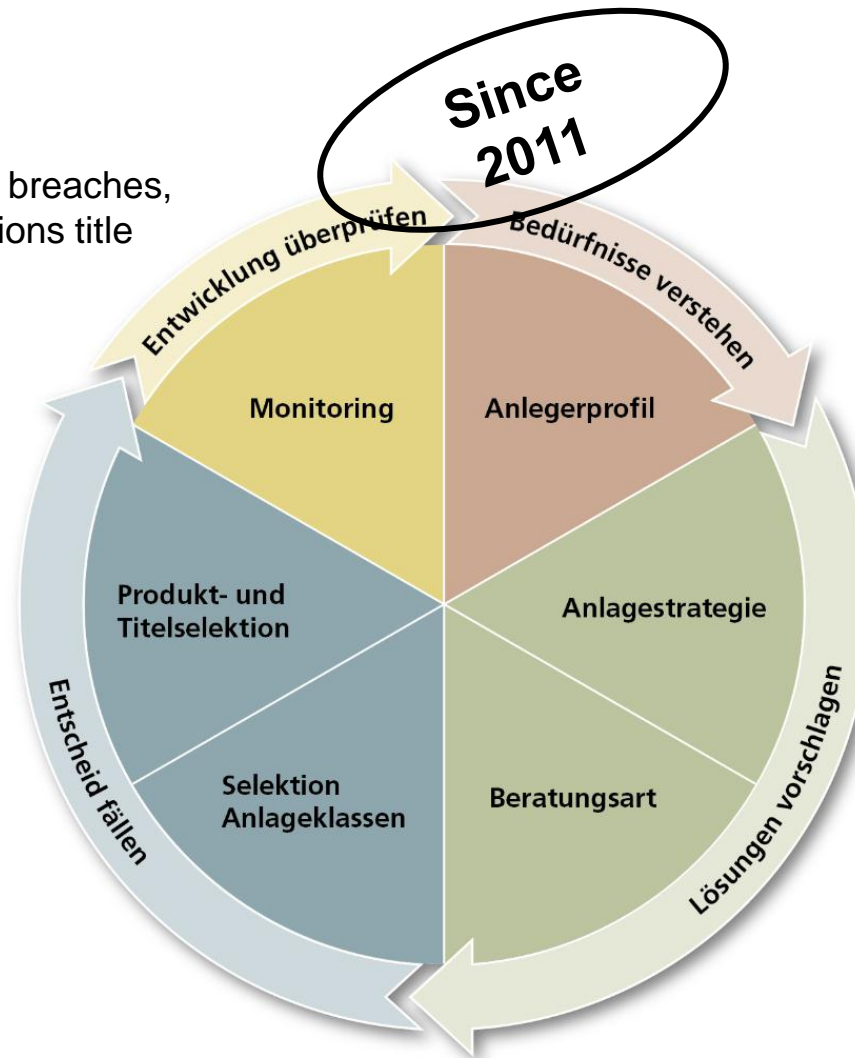 Since
2011
breaches,
ions title
Entwicklung überprüfen
Bedürfnisse verstehen
Monitoring
Anlegerprofil
Produkt- und
Titelselektion
Anlagestrategie
Selektion
Anlageklassen
Beratungsart
Entscheid fällen
Lösungen vorschlagen